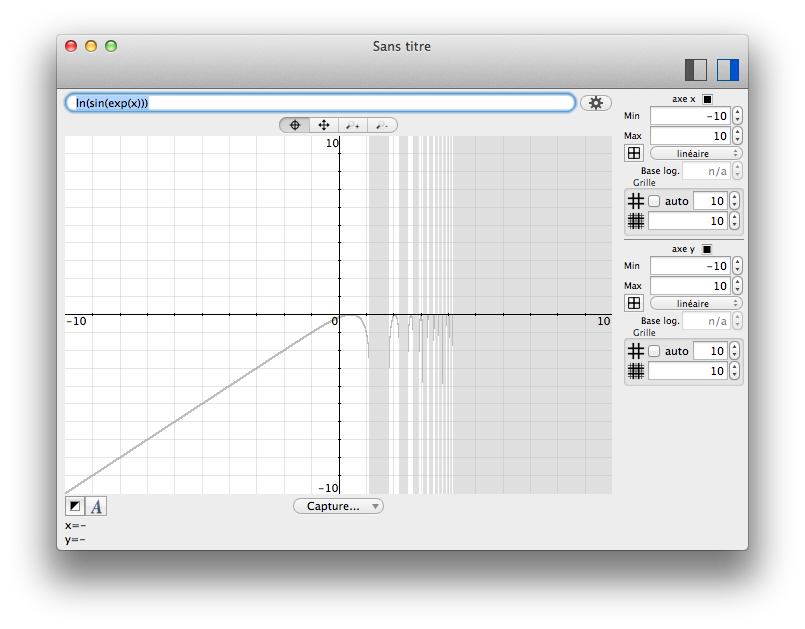 Sans titre
ln(sin(exp(x)))
axe x
Min -10
Max 10
linéaire
Base log. n/a
Grille
auto 10
10
axe y
Min -10
Max 10
linéaire
Base log. n/a
Grille
auto 10
10
10
-10 0 10
-10
A Capture...
x=-
y=-